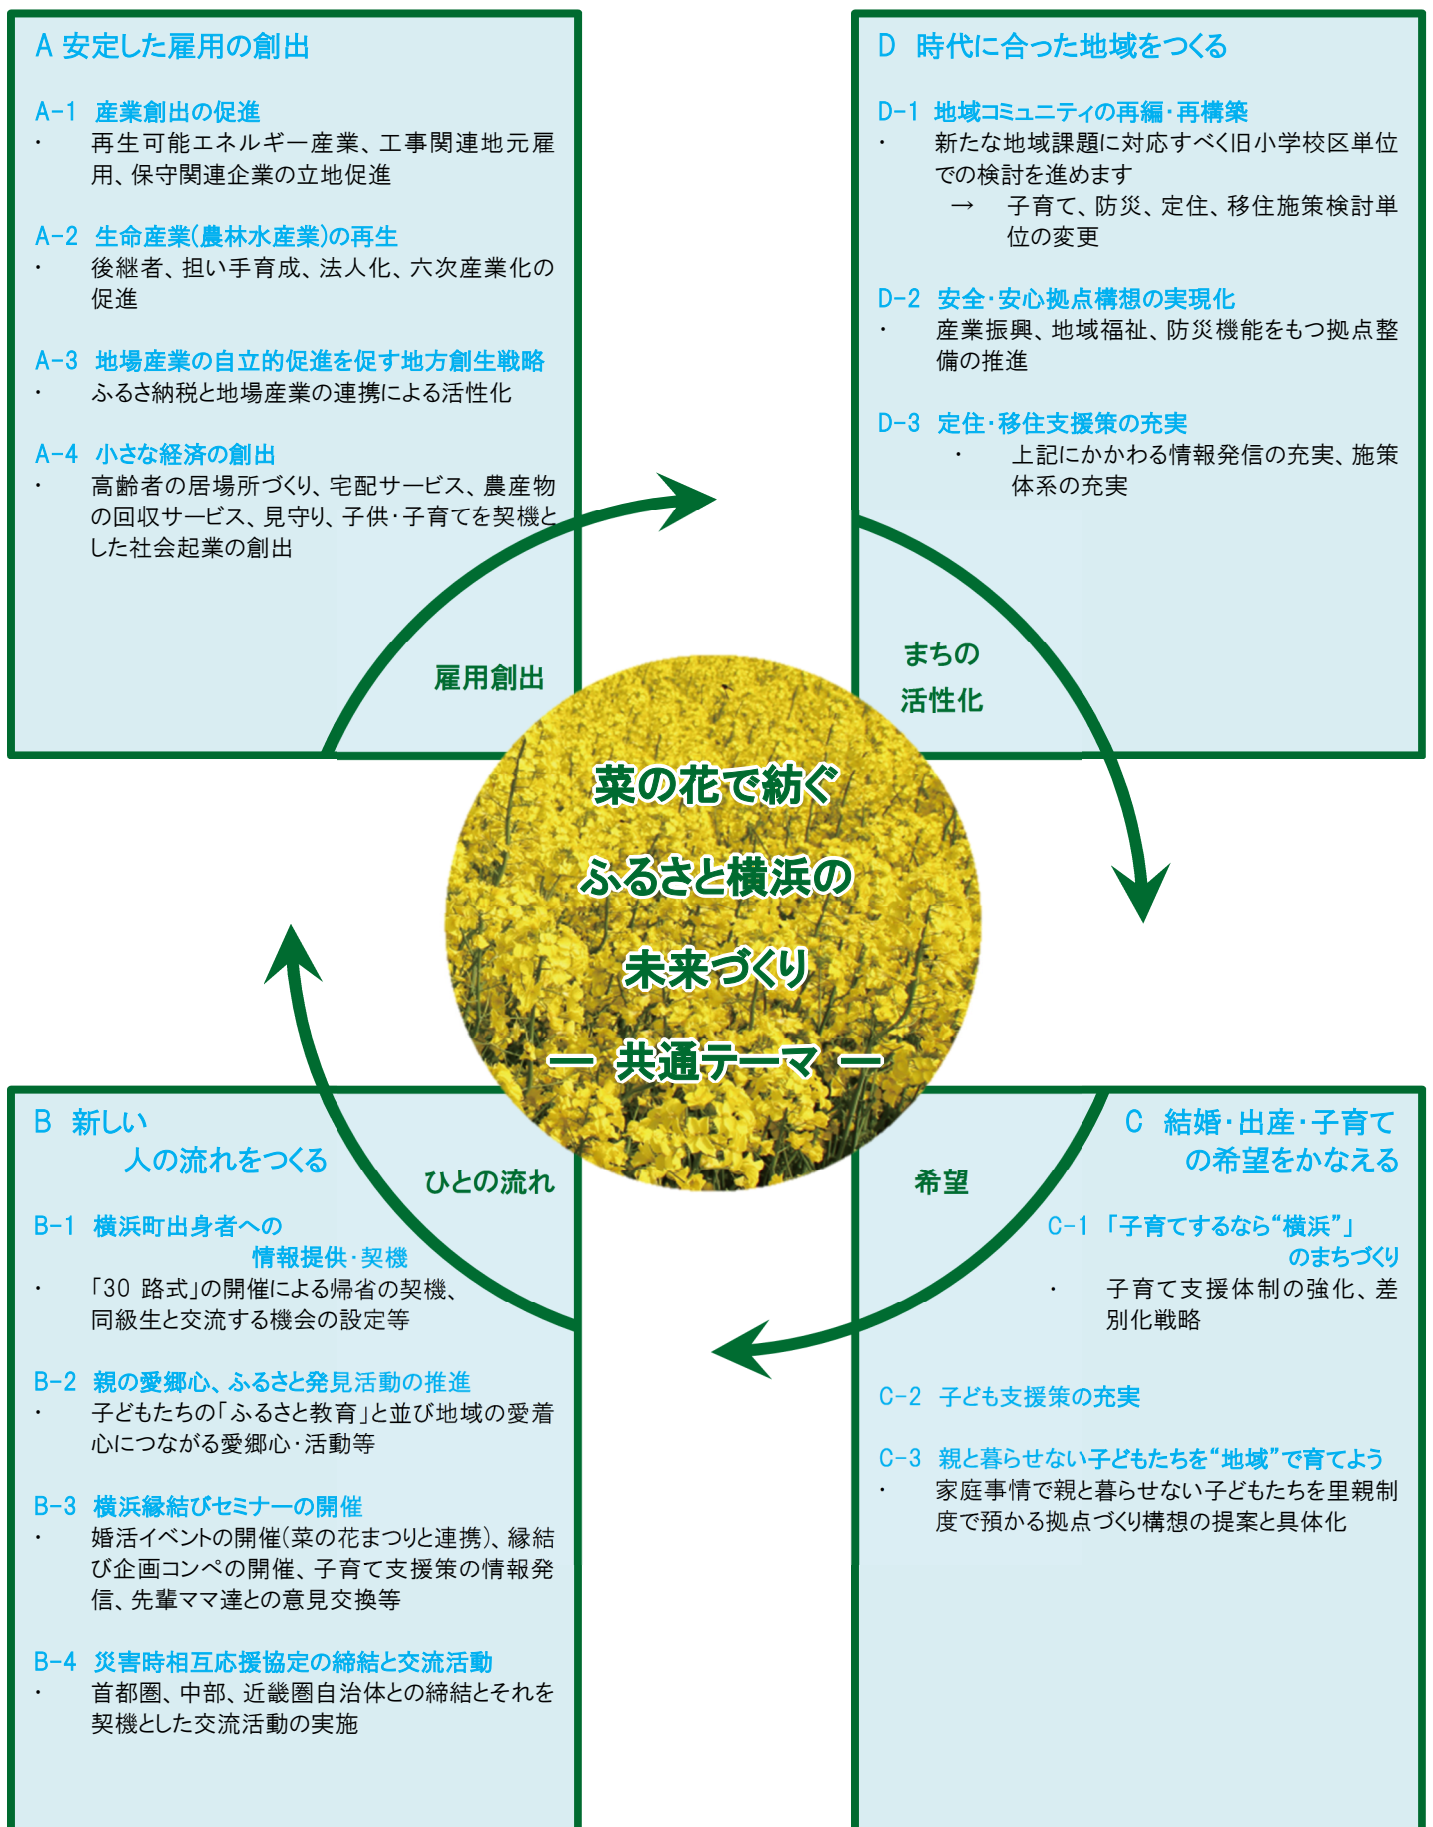 A 安定した雇用の創出
A-1 産業創出の促進
・ 再生可能エネルギー産業、工事関連地元雇
用、保守関連企業の立地促進
A-2 生命産業(農林水産業)の再生
・ 後継者、担い手育成、法人化、六次産業化の
促進
A-3 地場産業の自立的促進を促す地方創生戦略
・ ふるさ納税と地場産業の連携による活性化
A-4 小さな経済の創出
・ 高齢者の居場所づくり、宅配サービス、農産物
の回収サービス、見守り、子供・子育てを契機と
した社会起業の創出
雇用創出
D 時代に合った地域をつくる
D-1 地域コミュニティの再編・再構築
・ 新たな地域課題に対応すべく旧小学校区単位
での検討を進めます
→ 子育て、防災、定住、移住施策検討単
位の変更
D-2 安全・安心拠点構想の実現化
・ 産業振興、地域福祉、防災機能をもつ拠点整
備の推進
D-3 定住・移住支援策の充実
・ 上記にかかわる情報発信の充実、施策
体系の充実
まちの
活性化
菜の花で紡ぐ
ふるさと横浜の
未来づくり
― 共通テーマ ―
B 新しい
人の流れをつくる
ひとの流れ
B-1 横浜町出身者への
情報提供・契機
・ 「30 路式」の開催による帰省の契機、
同級生と交流する機会の設定等
B-2 親の愛郷心、ふるさと発見活動の推進
・ 子どもたちの「ふるさと教育」と並び地域の愛着
心につながる愛郷心・活動等
B-3 横浜縁結びセミナーの開催
・ 婚活イベントの開催(菜の花まつりと連携)、縁結
び企画コンペの開催、子育て支援策の情報発
信、先輩ママ達との意見交換等
B-4 災害時相互応援協定の締結と交流活動
・ 首都圏、中部、近畿圏自治体との締結とそれを
契機とした交流活動の実施
C 結婚・出産・子育て
の希望をかなえる
希望
C-1 「子育てするなら“横浜”」
のまちづくり
・ 子育て支援体制の強化、差
別化戦略
C-2 子ども支援策の充実
C-3 親と暮らせない子どもたちを“地域”で育てよう
・ 家庭事情で親と暮らせない子どもたちを里親制
度で預かる拠点づくり構想の提案と具体化